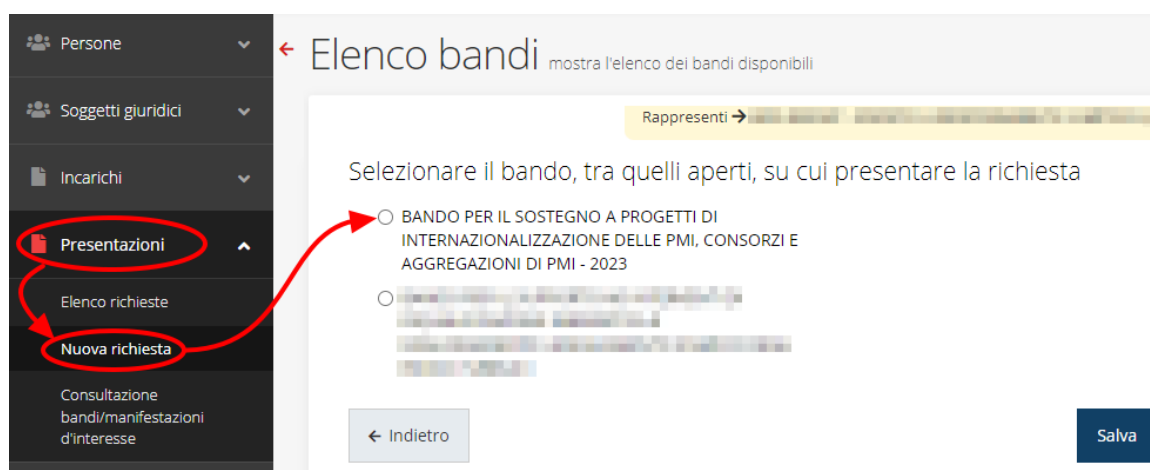 Persone
Soggetti giuridici
Incarichi
Presentazioni
Elenco richieste
Nuova richiesta
Consultazione
bandi/manifestazioni
d'interesse
Elenco bandi mostra l'elenco dei bandi disponibili
Rappresenti
Selezionare il bando, tra quelli aperti, su cui presentare la richiesta
BANDO PER IL SOSTEGNO A PROGETTI DI
INTERNAZIONALIZZAZIONE DELLE PMI, CONSORZI E
AGGREGAZIONI DI PMI - 2023
Indietro
Salva